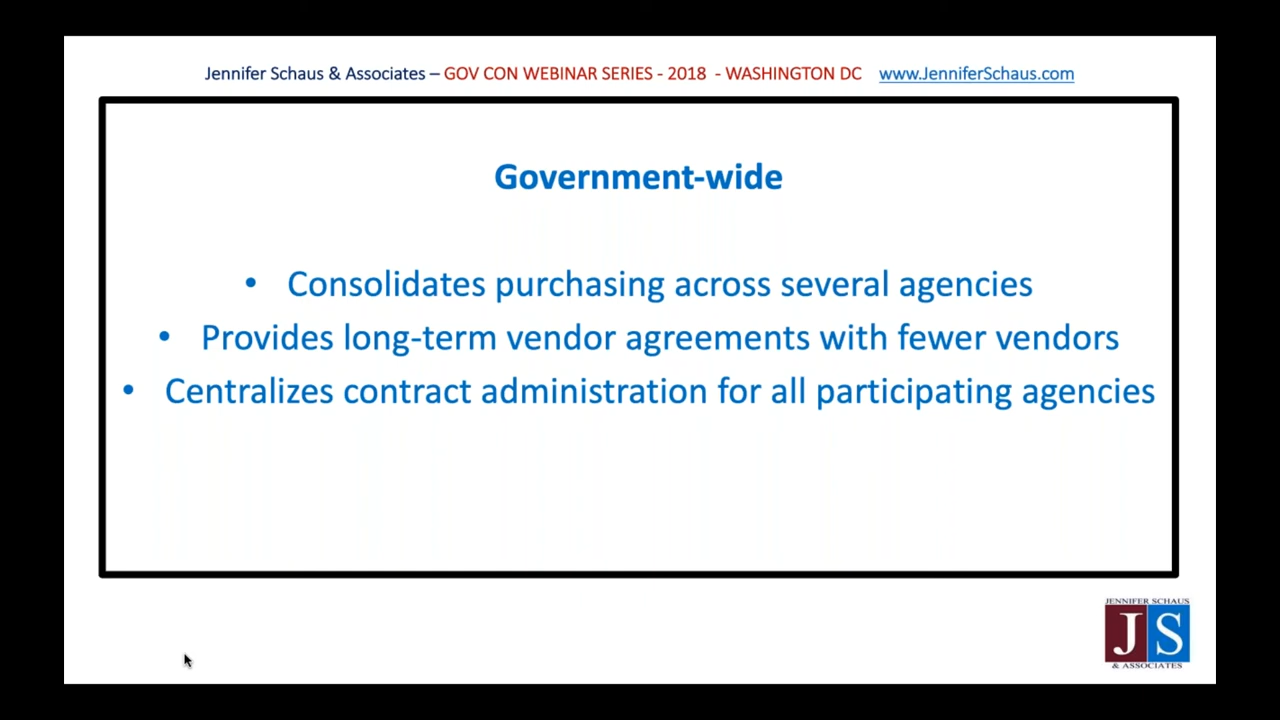 Jennifer Schaus & Associates – GOV CON WEBINAR SERIES - 2018 - WASHINGTON DC www.JenniferSchaus.com
Government-wide
• Consolidates purchasing across several agencies
• Provides long-term vendor agreements with fewer vendors
• Centralizes contract administration for all participating agencies
JENNIFER SCHAUS
JS
& ASSOCIATES